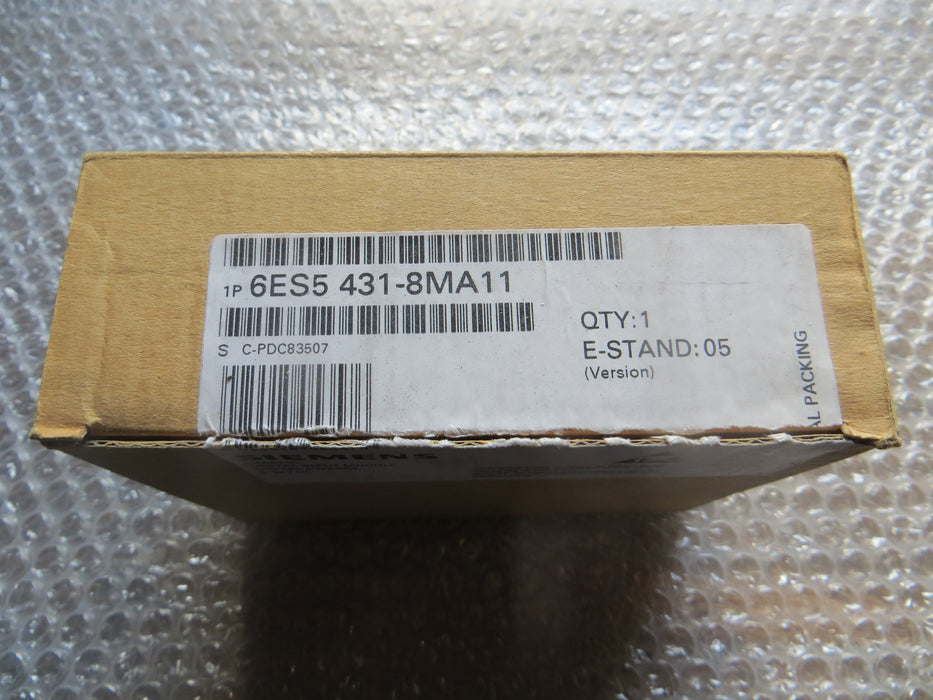 1P 6ES5 431-8MA11
S C-PDC83507
QTY:1
E-STAND: 05
(Version)
AL PACKING
SIEMENS